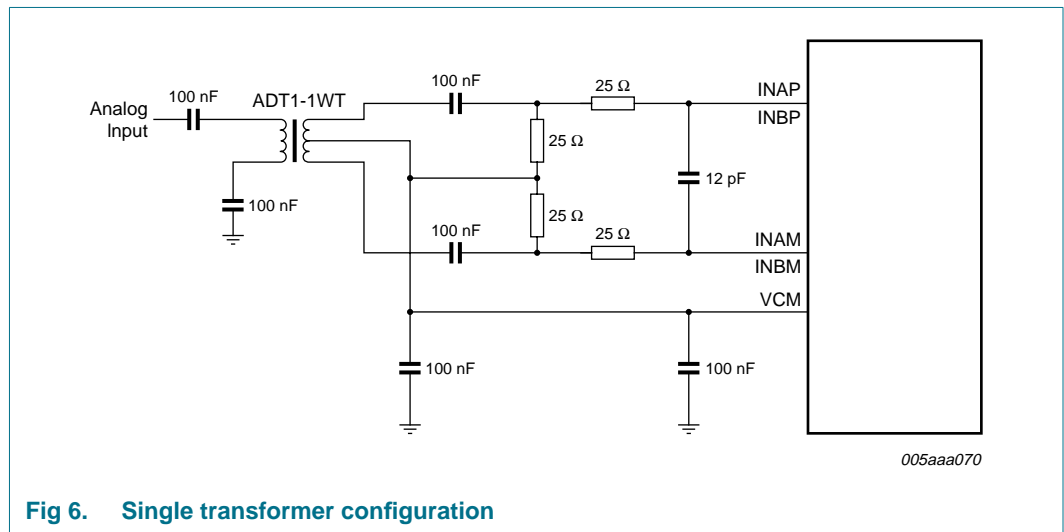 100 nF
ADT1-1WT
Analog
Input
100 nF
100 nF
25 Ω
INAP
INBP
25 Ω
12 pF
25 Ω
100 nF
25 Ω
INAM
INBM
VCM
100 nF
100 nF
005aaa070
Fig 6. Single transformer configuration